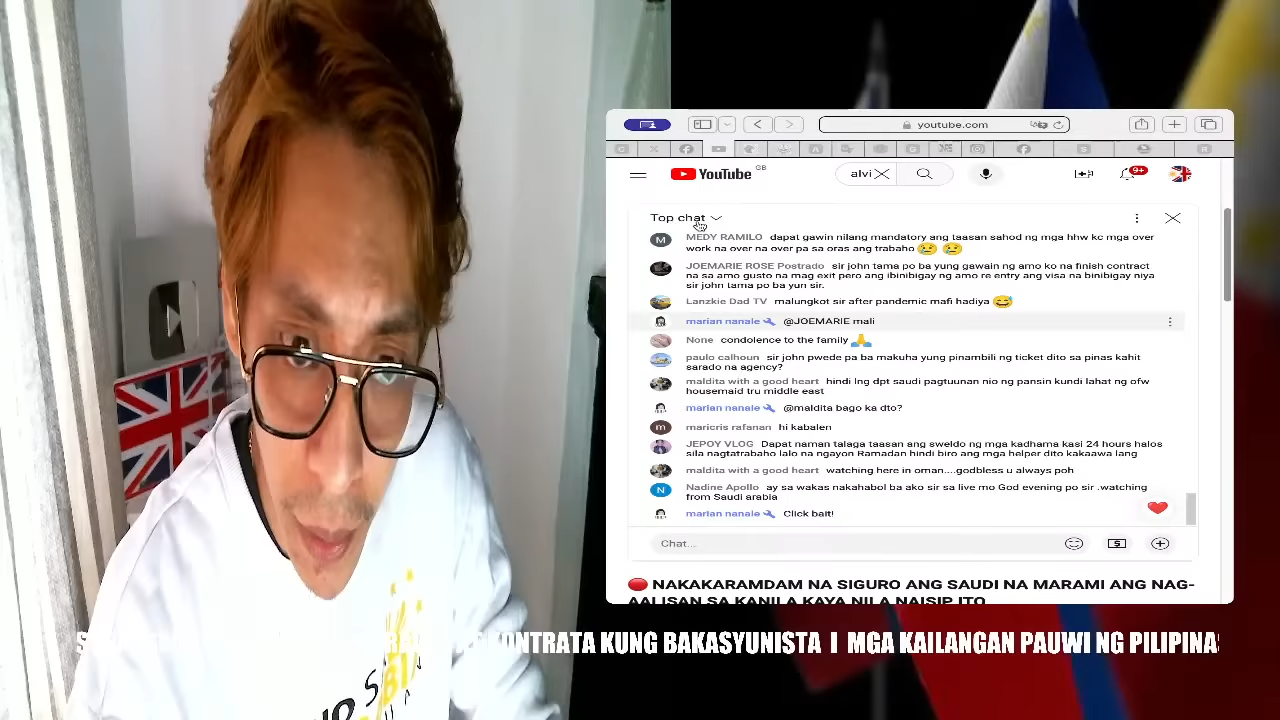 youtube.com
YouTube GB
alvi
9+
Top chat
MEDY RAMILO dapat gawin nilang mandatory ang taasan sahod ng mga hhw kc mga over
work na over na over pa sa oras ang trabaho 😢 😢
JOEMARIE ROSE Postrado sir john tama po ba yung gawain ng amo ko na finish contract
na sa amo gusto na mag exit pero ang ibinibigay ng amo re entry ang visa na binibigay niya
sir john tama po ba yun sir.
Lanzkie Dad TV malungkot sir after pandemic mafi hadiya 😅
marian nanale @JOEMARIE mali
None condolence to the family 🙏
paulo calhoun sir john pwede pa ba makuha yung pinambili ng ticket dito sa pinas kahit
sarado na agency?
maldita with a good heart hindi lng dpt saudi pagtuunan nio ng pansin kundi lahat ng ofw
housemaid tru middle east
marian nanale @maldita bago ka dto?
m maricris rafanan hi kabalen
JEPOY VLOG Dapat naman talaga taasan ang sweldo ng mga kadhama kasi 24 hours halos
sila nagtatrabaho lalo na ngayon Ramadan hindi biro ang mga helper dito kakaawa lang
maldita with a good heart watching here in oman....godbless u always poh
N Nadine Apollo ay sa wakas nakahabol ba ako sir sa live mo God evening po sir .watching
from Saudi arabia
marian nanale Click bait!
Chat...
🔴 NAKAKARAMDAM NA SIGURO ANG SAUDI NA MARAMI ANG NAG-
AALISAN SA KANILA KAYA NILA NAISIP ITO
KONTRATA KUNG BAKASYUNISTA I MGA KAILANGAN PAUWI NG PILIPINAS